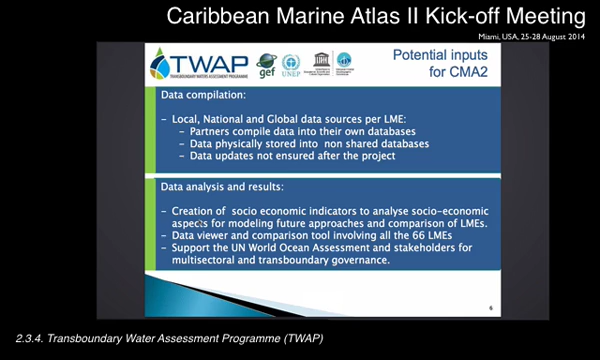 Caribbean Marine Atlas II Kick-off Meeting
Miami, USA, 25-28 August 2014
TWAP
TRANSBOUNDARY WATERS ASSESSMENT PROGRAMME
gef
UNEP
Potential inputs
for CMA2
Data compilation:
– Local, National and Global data sources per LME:
– Partners compile data into their own databases
– Data physically stored into non shared databases
– Data updates not ensured after the project
Data analysis and results:
– Creation of socio economic indicators to analyse socio-economic
aspects for modeling future approaches and comparison of LMEs.
– Data viewer and comparison tool involving all the 66 LMEs
– Support the UN World Ocean Assessment and stakeholders for
multisectoral and transboundary governance.
6
2.3.4. Transboundary Water Assessment Programme (TWAP)